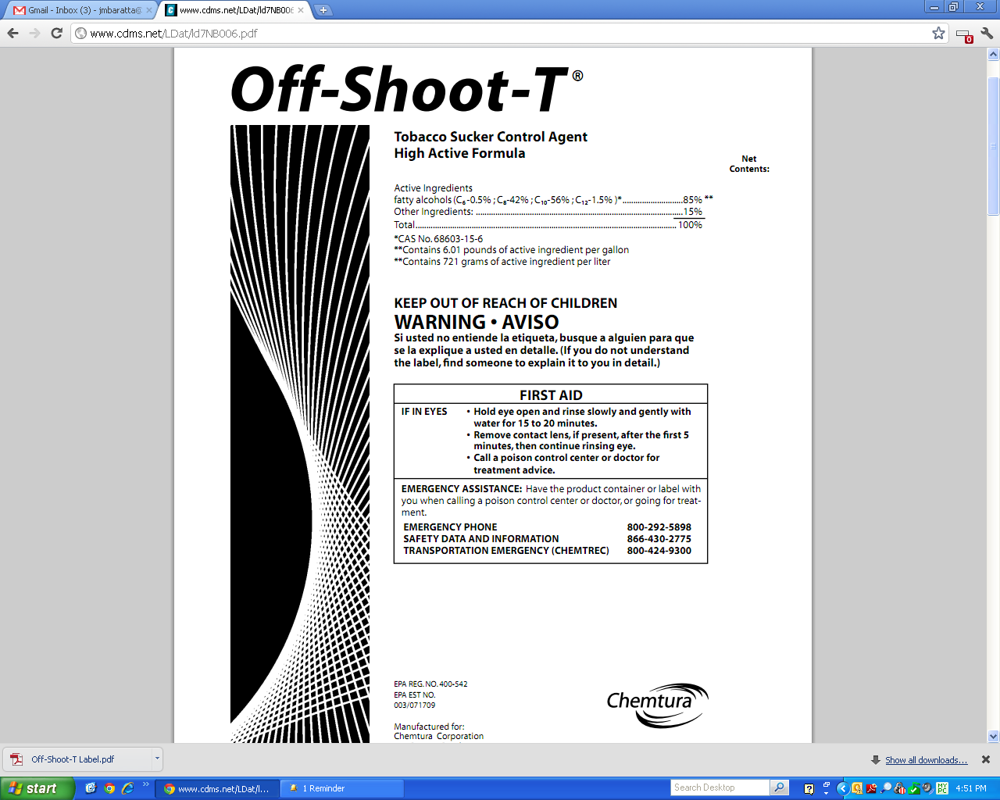 Gmail - Inbox (3) - jmbaratta@
www.cdms.net/LDat/ld7NB006
www.cdms.net/LDat/ld7NB006.pdf
0
Off-Shoot-T®
Tobacco Sucker Control Agent
High Active Formula
Net
Contents:
Active Ingredients
fatty alcohols (C₆-0.5% ; C₈-42% ; C₁₀-56% ; C₁₂-1.5% )*............................85% **
Other Ingredients: ..................................................................................................15%
Total.............................................................................................................................. 100%
*CAS No. 68603-15-6
**Contains 6.01 pounds of active ingredient per gallon
**Contains 721 grams of active ingredient per liter
KEEP OUT OF REACH OF CHILDREN
WARNING • AVISO
Si usted no entiende la etiqueta, busque a alguien para que
se la explique a usted en detalle. (If you do not understand
the label, find someone to explain it to you in detail.)
FIRST AID
IF IN EYES • Hold eye open and rinse slowly and gently with
water for 15 to 20 minutes.
• Remove contact lens, if present, after the first 5
minutes, then continue rinsing eye.
• Call a poison control center or doctor for
treatment advice.
EMERGENCY ASSISTANCE: Have the product container or label with
you when calling a poison control center or doctor, or going for treat-
ment.
EMERGENCY PHONE 800-292-5898
SAFETY DATA AND INFORMATION 866-430-2775
TRANSPORTATION EMERGENCY (CHEMTREC) 800-424-9300
EPA REG. NO. 400-542
EPA EST NO.
003/071709
Chemtura
Manufactured for:
Chemtura Corporation
Off-Shoot-T Label.pdf
Show all downloads...
start
www.cdms.net/LDat/l...
1 Reminder
Search Desktop
MY
PC
4:51 PM